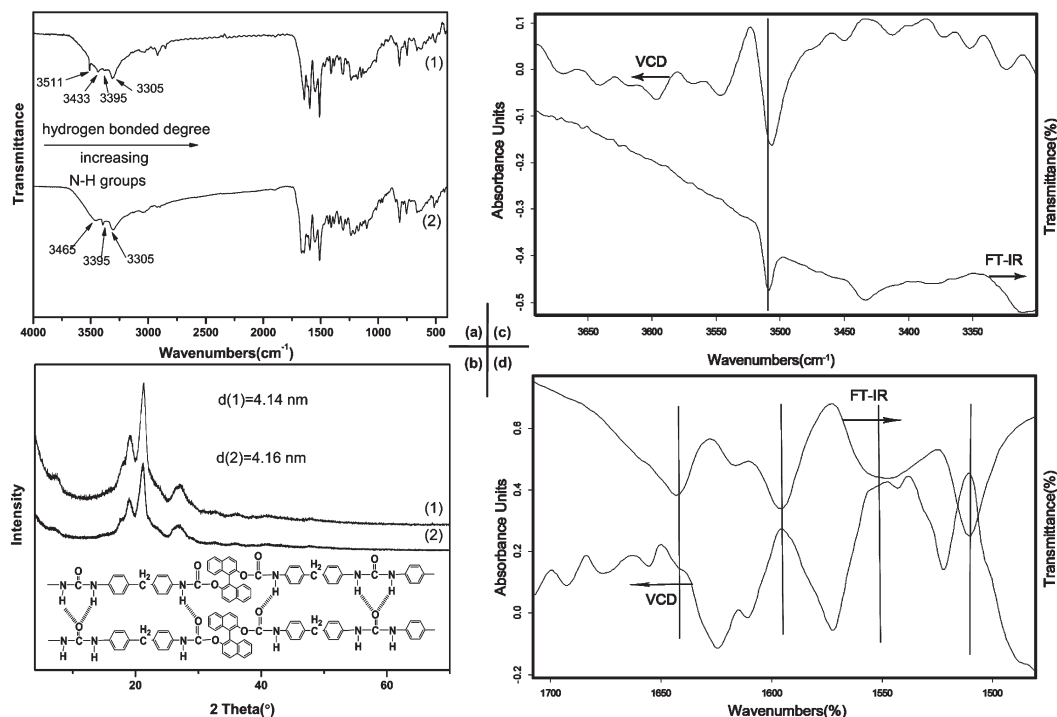 Transmittance
(1)
3511
3433
3395
3305
hydrogen bonded degree
increasing
N-H groups
(2)
3465
3395
3305
4000 3500 3000 2500 2000 1500 1000 500
Wavenumbers(cm-1)
(a)
(c)
Absorbance Units
0.1
0.0
-0.1
-0.2
-0.3
-0.4
-0.5
VCD
FT-IR
Transmittance(%)
3650 3600 3550 3500 3450 3400 3350
Wavenumbers(cm-1)
(b)
(d)
Intensity
d(1)=4.14 nm
d(2)=4.16 nm
(1)
(2)
O H2 O O O H2 O
N N C N O O N C N N
H H H H H H
O H2 O O O H2 O
N N C N O O N C N N
H H H H
20 40 60
2 Theta(°)
Absorbance Units
0.6
0.4
0.2
0.0
-0.2
FT-IR
VCD
Transmittance(%)
1700 1650 1600 1550 1500
Wavenumbers(%)